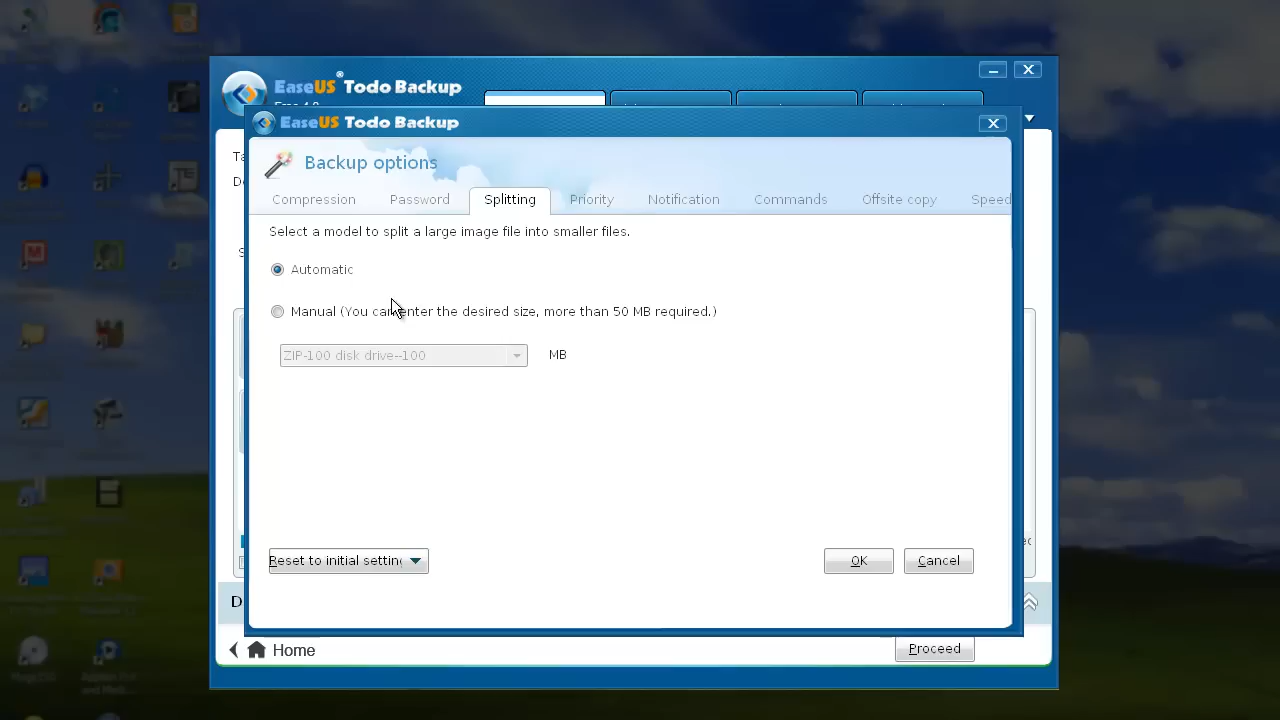 EaseUS® Todo Backup
EaseUS Todo Backup
Backup options
Compression Password Splitting Priority Notification Commands Offsite copy Speed
Select a model to split a large image file into smaller files.
Automatic
Manual (You can enter the desired size, more than 50 MB required.)
ZIP-100 disk drive--100 MB
Reset to initial settin OK Cancel
Home Proceed